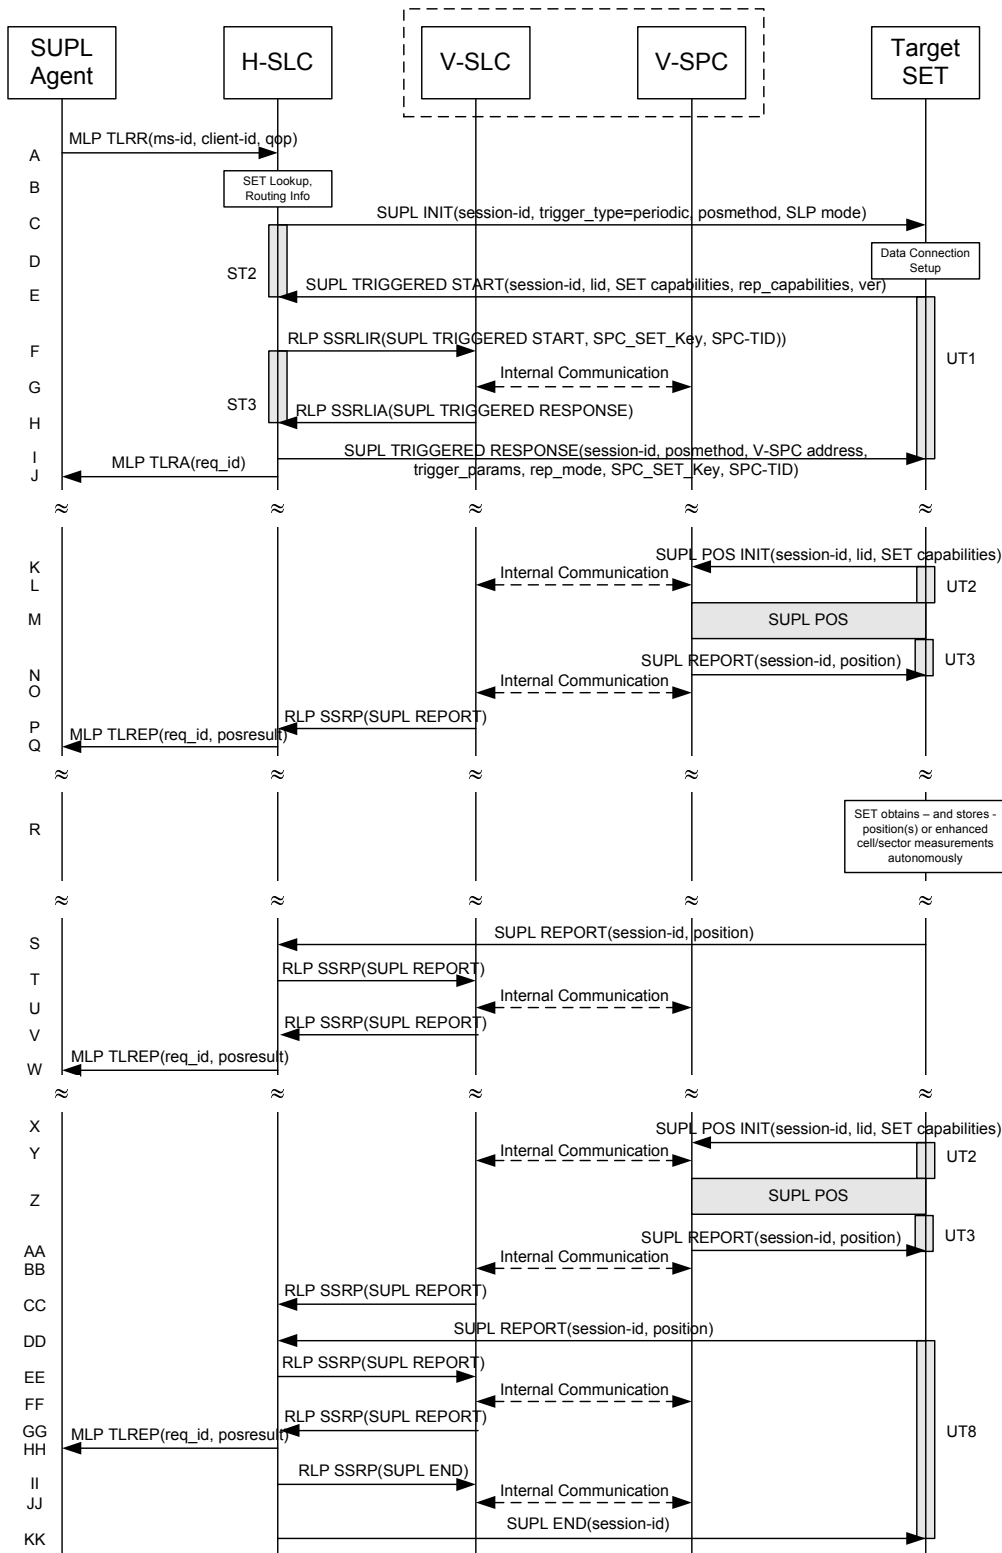 SUPL
Agent
H-SLC
V-SLC
V-SPC
Target
SET
MLP TLRR(ms-id, client-id, qop)
A
SET Lookup,
Routing Info
B
SUPL INIT(session-id, trigger_type=periodic, posmethod, SLP mode)
C
Data Connection
Setup
D
ST2
SUPL TRIGGERED START(session-id, lid, SET capabilities, rep_capabilities, ver)
E
RLP SSRLIR(SUPL TRIGGERED START, SPC_SET_Key, SPC-TID))
F
UT1
Internal Communication
G
ST3
RLP SSRLIA(SUPL TRIGGERED RESPONSE)
H
SUPL TRIGGERED RESPONSE(session-id, posmethod, V-SPC address,
trigger_params, rep_mode, SPC_SET_Key, SPC-TID)
I
MLP TLRA(req_id)
J
≈ ≈ ≈ ≈ ≈
SUPL POS INIT(session-id, lid, SET capabilities)
K
Internal Communication
L
UT2
M
SUPL POS
SUPL REPORT(session-id, position)
UT3
N
Internal Communication
O
RLP SSRP(SUPL REPORT)
P
MLP TLREP(req_id, posresult)
Q
≈ ≈ ≈ ≈ ≈
SET obtains – and stores -
position(s) or enhanced
cell/sector measurements
autonomously
R
≈ ≈ ≈ ≈ ≈
SUPL REPORT(session-id, position)
S
RLP SSRP(SUPL REPORT)
T
Internal Communication
U
RLP SSRP(SUPL REPORT)
V
MLP TLREP(req_id, posresult)
W
≈ ≈ ≈ ≈ ≈
X
SUPL POS INIT(session-id, lid, SET capabilities)
Internal Communication
Y
UT2
Z
SUPL POS
SUPL REPORT(session-id, position)
UT3
AA
Internal Communication
BB
RLP SSRP(SUPL REPORT)
CC
SUPL REPORT(session-id, position)
DD
RLP SSRP(SUPL REPORT)
EE
Internal Communication
FF
RLP SSRP(SUPL REPORT)
GG
MLP TLREP(req_id, posresult)
UT8
HH
RLP SSRP(SUPL END)
II
Internal Communication
JJ
SUPL END(session-id)
KK